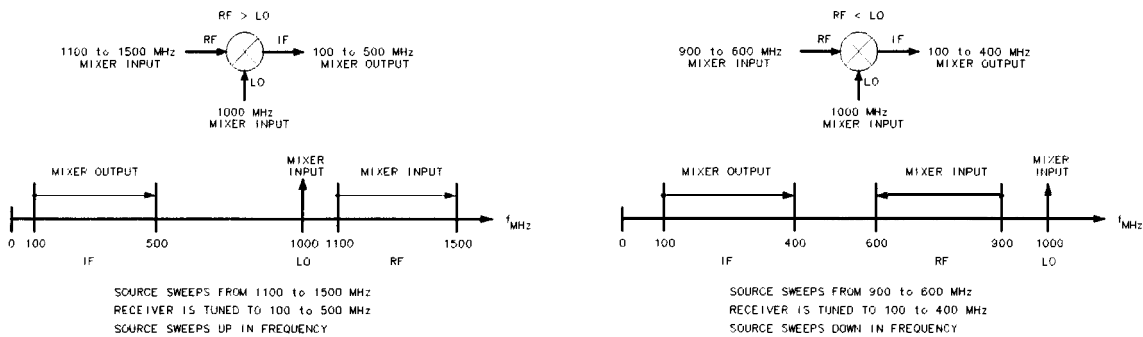 RF > LO
RF
IF
1100 to 1500 MHz
MIXER INPUT
100 to 500 MHz
MIXER OUTPUT
LO
1000 MHz
MIXER INPUT
MIXER OUTPUT
MIXER
INPUT
MIXER INPUT
fMHz
0 100 500 1000 1100 1500
IF LO RF
SOURCE SWEEPS FROM 1100 to 1500 MHz
RECEIVER IS TUNED TO 100 to 500 MHz
SOURCE SWEEPS UP IN FREQUENCY
RF < LO
RF
IF
900 to 600 MHz
MIXER INPUT
100 to 400 MHz
MIXER OUTPUT
LO
1000 MHz
MIXER INPUT
MIXER OUTPUT
MIXER INPUT
MIXER
INPUT
fMHz
0 100 400 600 900 1000
IF RF LO
SOURCE SWEEPS FROM 900 to 600 MHz
RECEIVER IS TUNED TO 100 to 400 MHz
SOURCE SWEEPS DOWN IN FREQUENCY